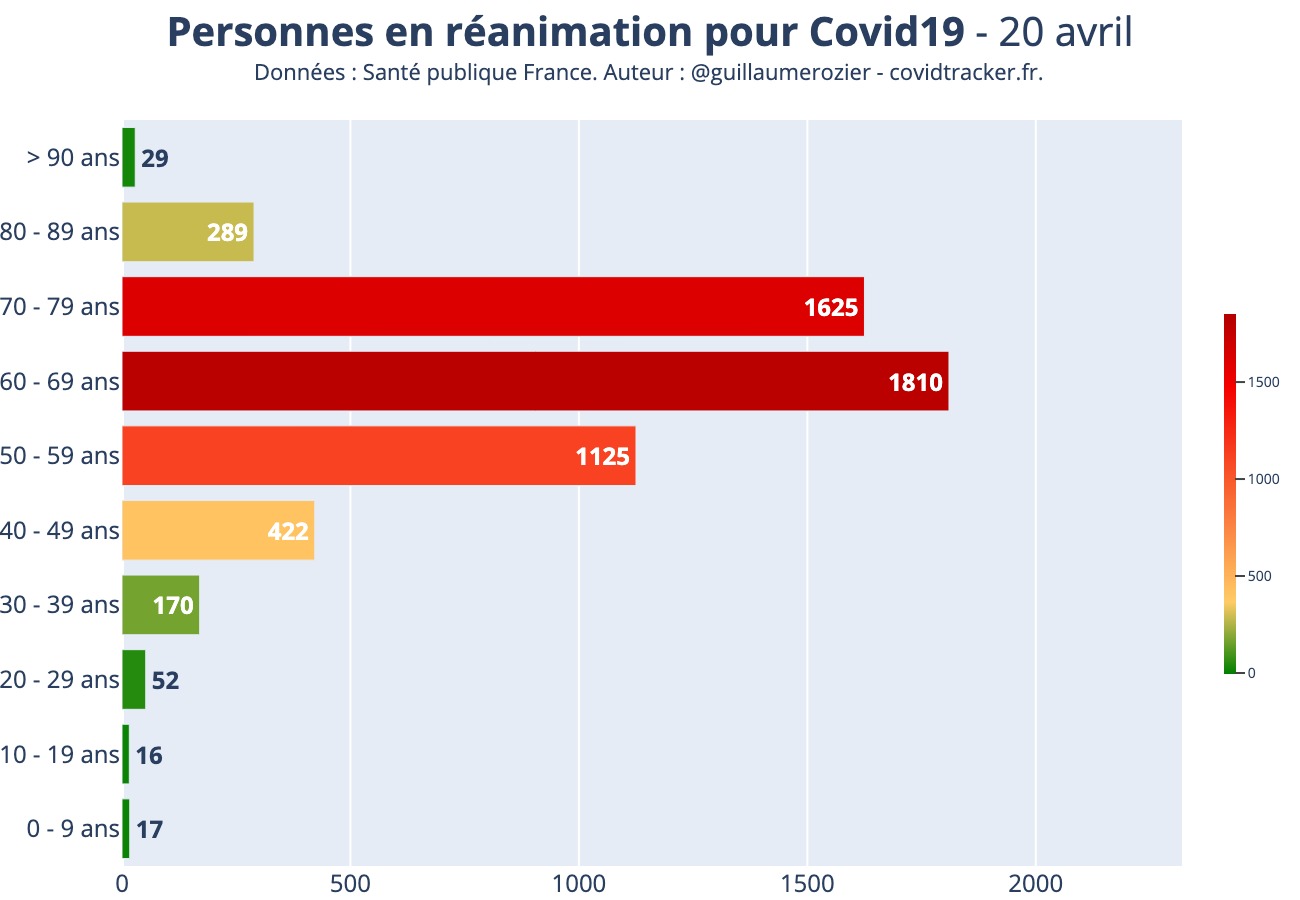 Personnes en réanimation pour Covid19 - 20 avril
Données : Santé publique France. Auteur : @guillaumerozier - covidtracker.fr.
> 90 ans 29
80 - 89 ans 289
70 - 79 ans 1625
60 - 69 ans 1810
50 - 59 ans 1125
40 - 49 ans 422
30 - 39 ans 170
20 - 29 ans 52
10 - 19 ans 16
0 - 9 ans 17
0 500 1000 1500 2000
1500
1000
500
0